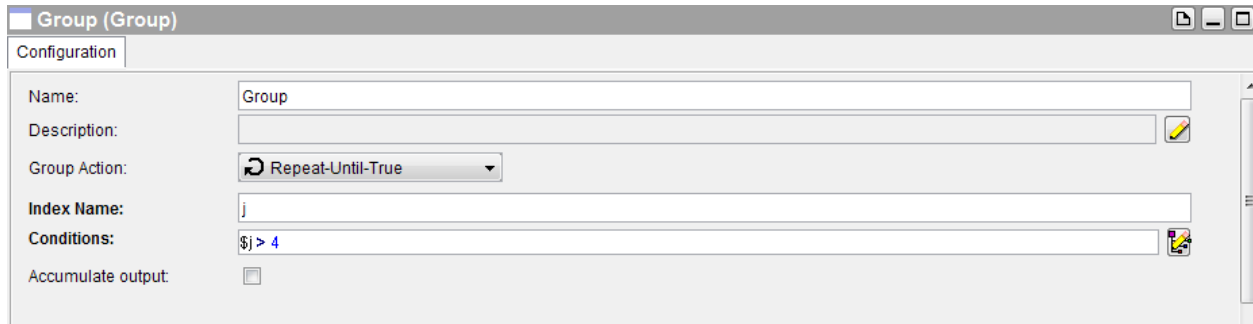 Group (Group)
Configuration
Name: Group
Description:
Group Action: Repeat-Until-True
Index Name: j
Conditions: $j > 4
Accumulate output: